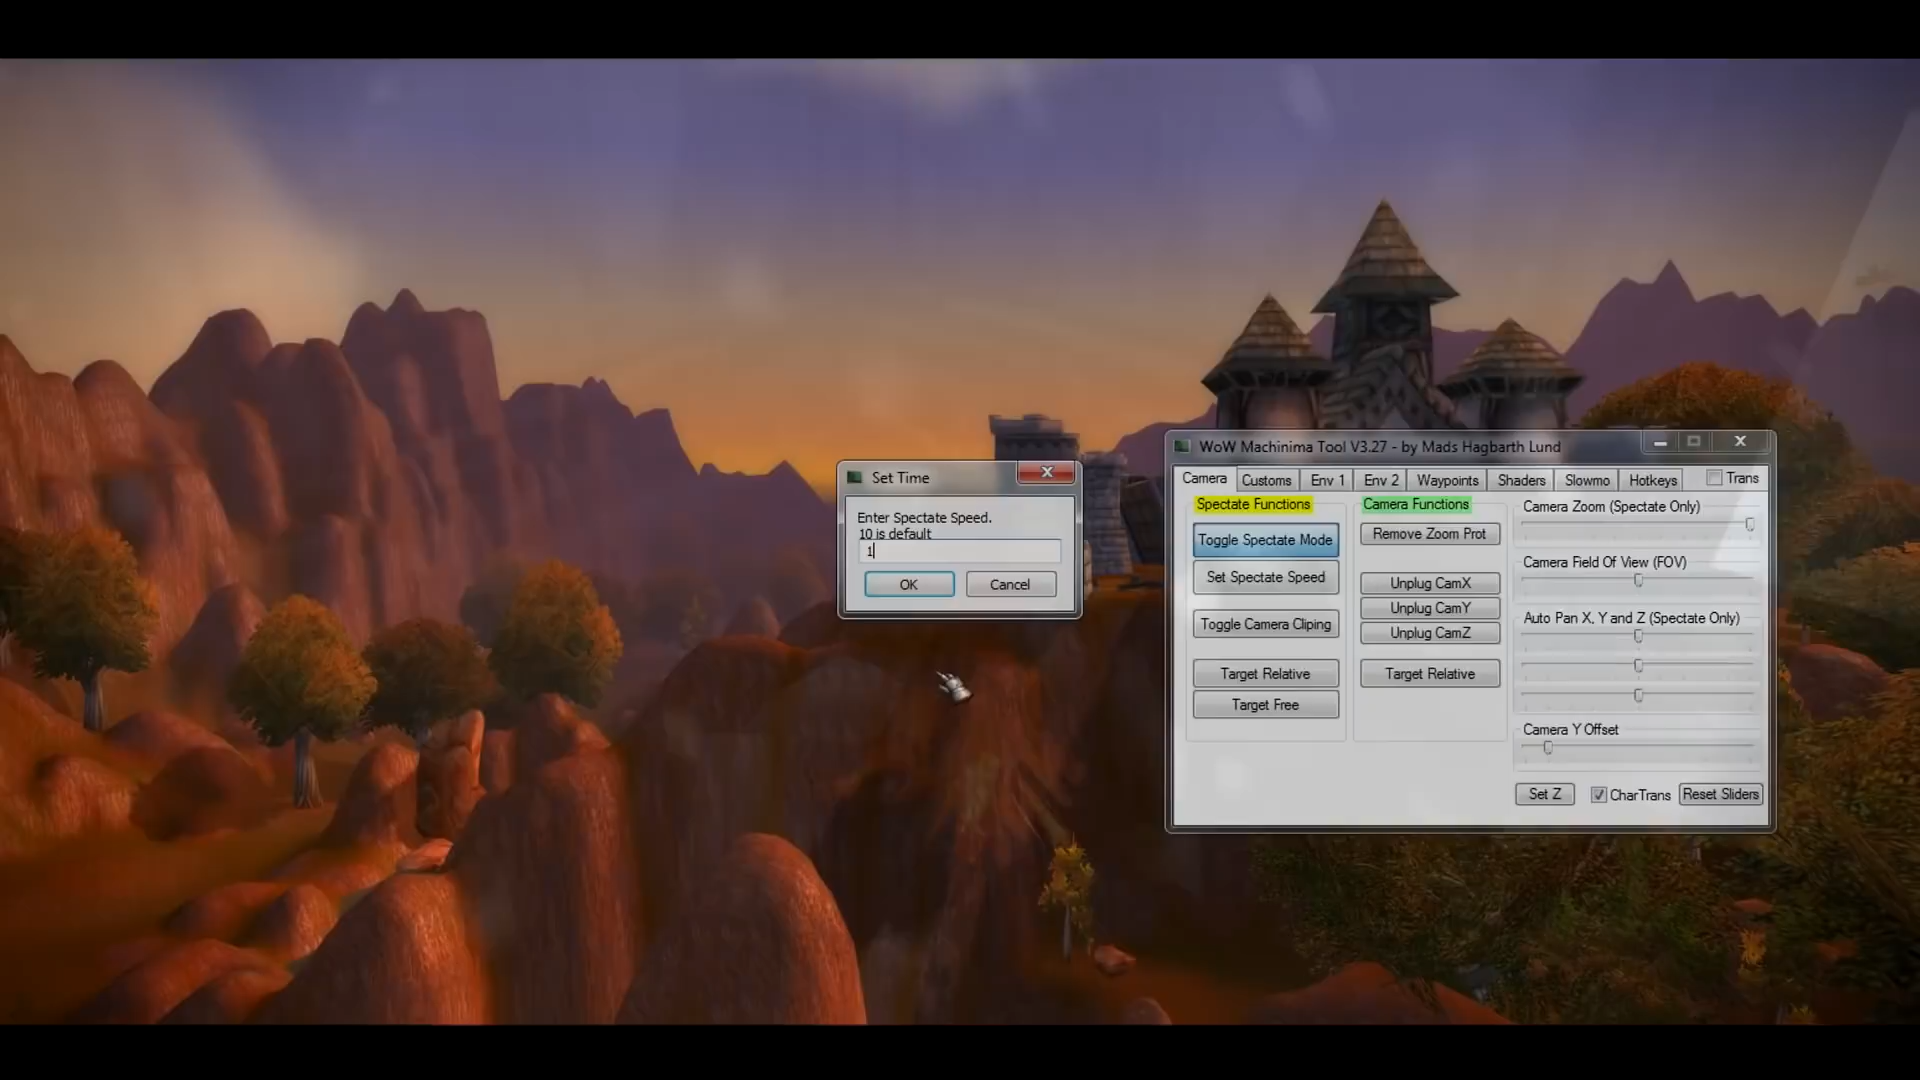 Set Time
Enter Spectate Speed.
10 is default
1
OK
Cancel
WoW Machinima Tool V3.27 - by Mads Hagbarth Lund
Camera
Customs
Env 1
Env 2
Waypoints
Shaders
Slowmo
Hotkeys
Trans
Spectate Functions
Toggle Spectate Mode
Set Spectate Speed
Toggle Camera Cliping
Target Relative
Target Free
Camera Functions
Remove Zoom Prot
Unplug CamX
Unplug CamY
Unplug CamZ
Target Relative
Camera Zoom (Spectate Only)
Camera Field Of View (FOV)
Auto Pan X, Y and Z (Spectate Only)
Camera Y Offset
Set Z
CharTrans
Reset Sliders